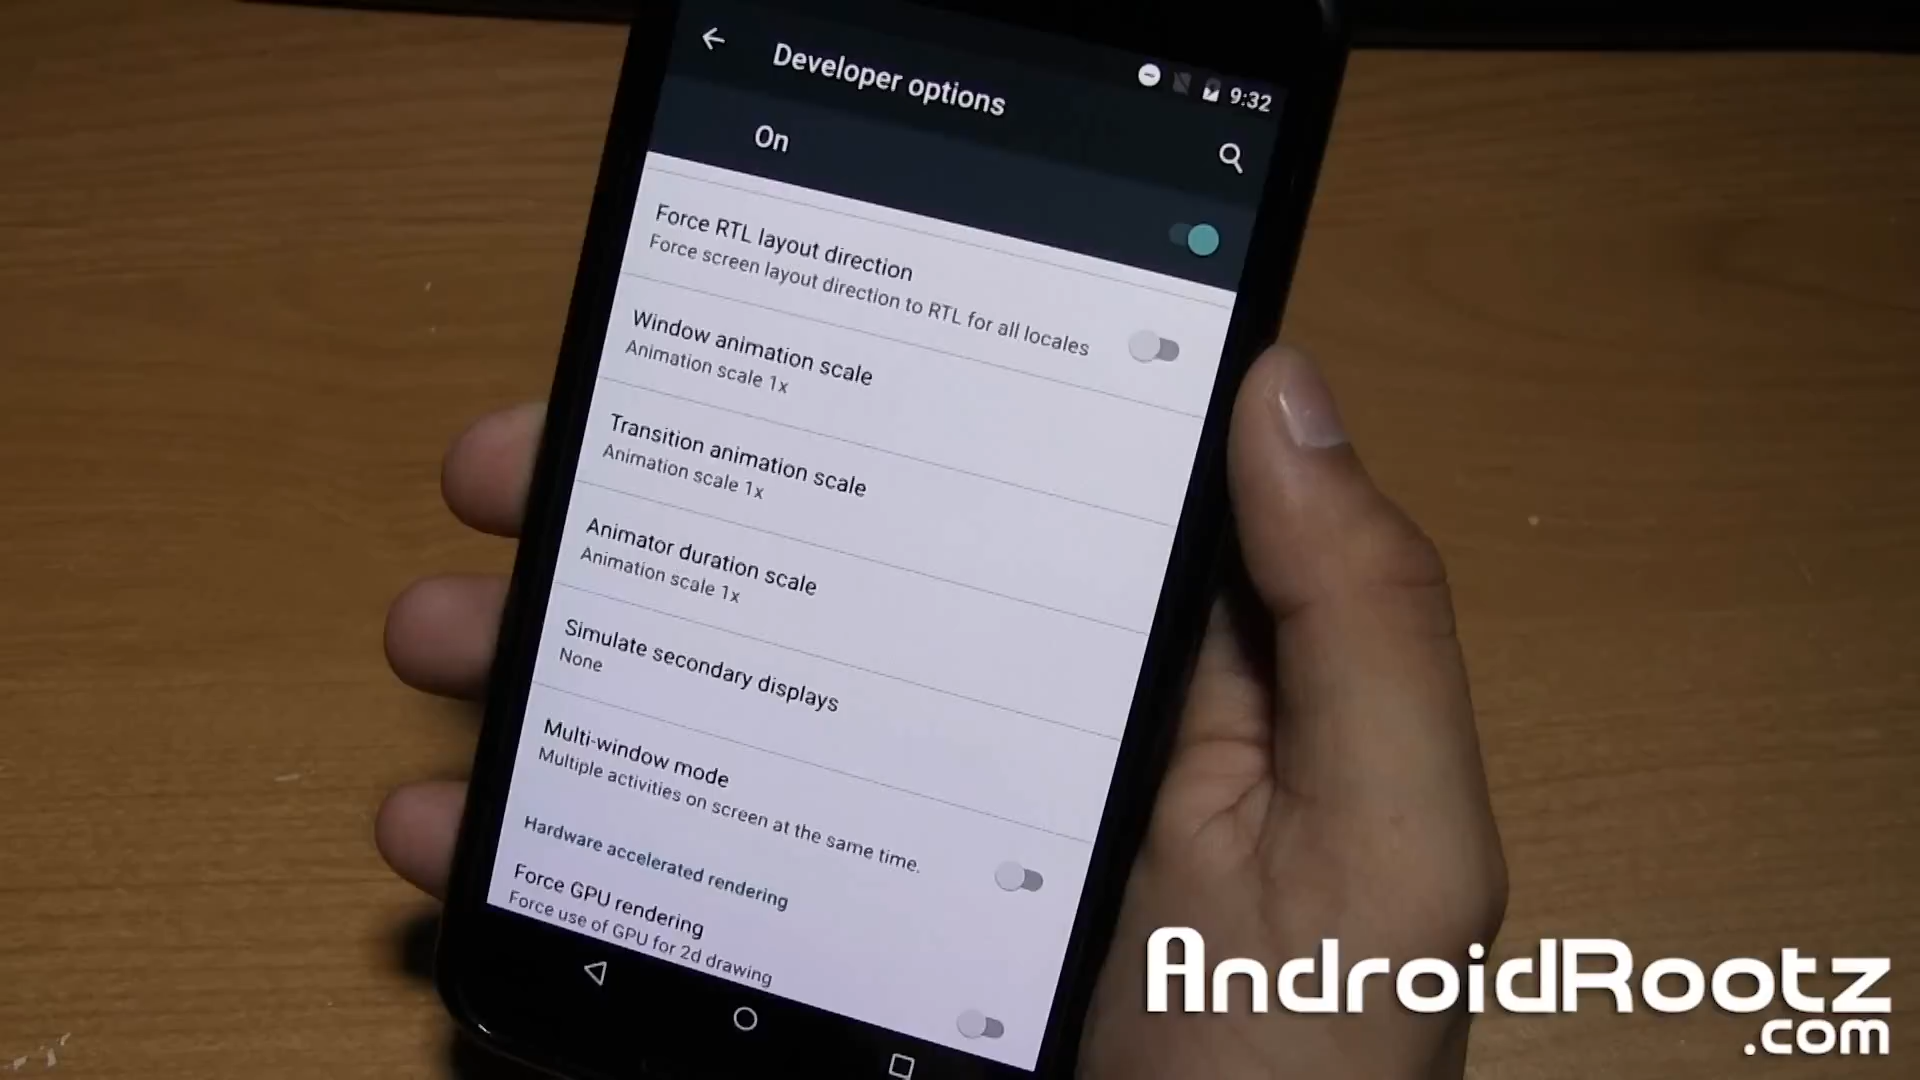 Developer options
9:32
On
Force RTL layout direction
Force screen layout direction to RTL for all locales
Window animation scale
Animation scale 1x
Transition animation scale
Animation scale 1x
Animator duration scale
Animation scale 1x
Simulate secondary displays
None
Multi-window mode
Multiple activities on screen at the same time.
Hardware accelerated rendering
Force GPU rendering
Force use of GPU for 2d drawing
AndroidRootz
.com